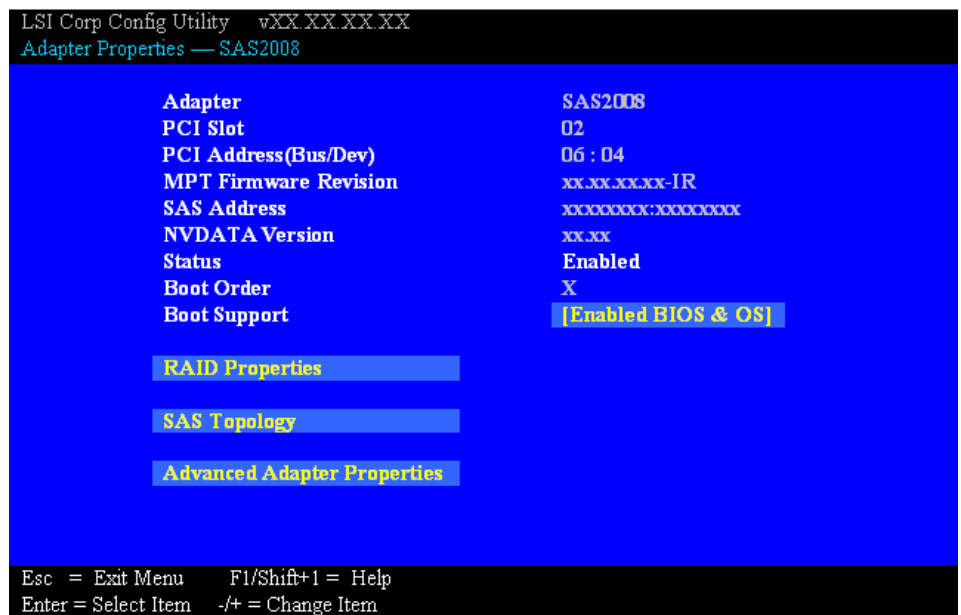 LSI Corp Config Utility vXX.XX.XX.XX
Adapter Properties — SAS2008
Adapter SAS2008
PCI Slot 02
PCI Address(Bus/Dev) 06 : 04
MPT Firmware Revision xx.xx.xx.xx-IR
SAS Address xxxxxxxx:xxxxxxxx
NVDATA Version xx.xx
Status Enabled
Boot Order X
Boot Support [Enabled BIOS & OS]
RAID Properties
SAS Topology
Advanced Adapter Properties
Esc = Exit Menu F1/Shift+1 = Help
Enter = Select Item -/+ = Change Item